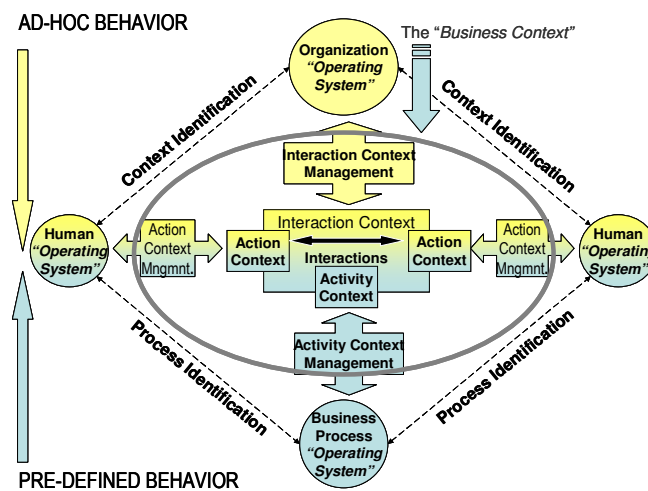 AD-HOC BEHAVIOR
The "Business Context"
Organization
"Operating
System"
Context Identification
Context Identification
Interaction Context
Management
Human
"Operating
System"
Action
Context
Mngmnt.
Interaction Context
Action
Context
Interactions
Action
Context
Activity
Context
Action
Context
Mngmnt.
Human
"Operating
System"
Activity Context
Management
Process Identification
Process Identification
Business
Process
"Operating
System"
PRE-DEFINED BEHAVIOR